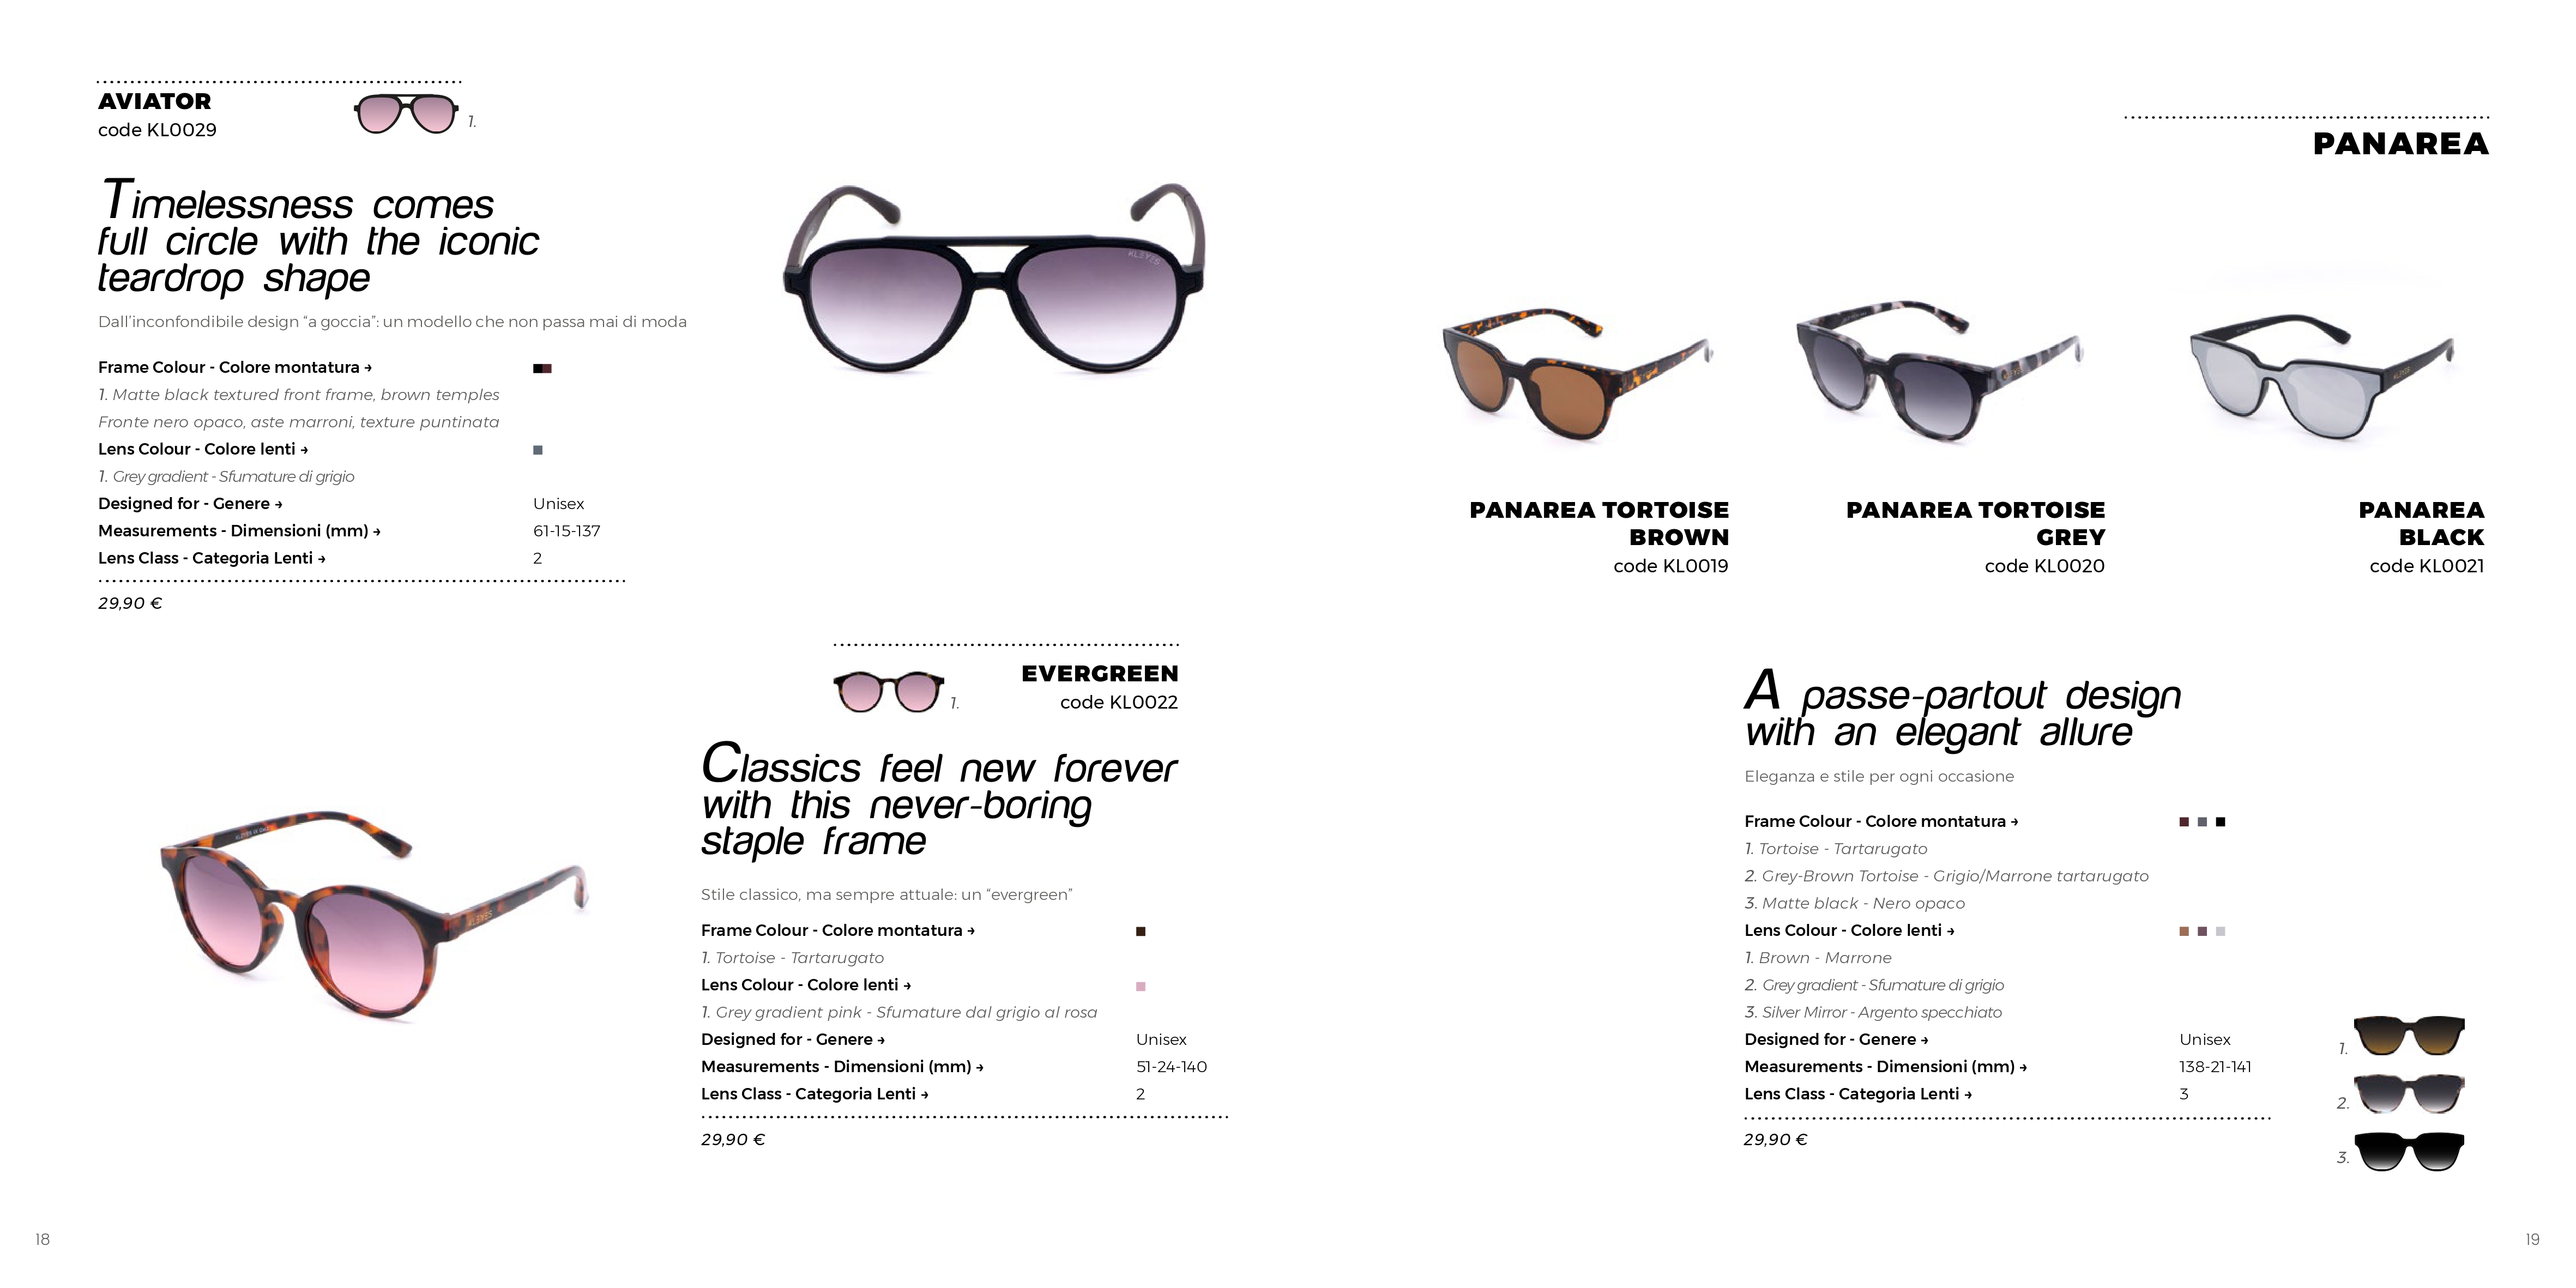 AVIATOR
code KL0029
1.
Timelessness comes
full circle with the iconic
teardrop shape
Dall'inconfondibile design “a goccia”: un modello che non passa mai di moda
Frame Colour - Colore montatura →
1. Matte black textured front frame, brown temples
Fronte nero opaco, aste marroni, texture puntinata
Lens Colour - Colore lenti →
1. Grey gradient - Sfumature di grigio
Designed for - Genere → Unisex
Measurements - Dimensioni (mm) → 61-15-137
Lens Class - Categoria Lenti → 2
29,90 €
KLEYES
EVERGREEN
code KL0022
1.
Classics feel new forever
with this never-boring
staple frame
Stile classico, ma sempre attuale: un “evergreen”
Frame Colour - Colore montatura →
1. Tortoise - Tartarugato
Lens Colour - Colore lenti →
1. Grey gradient pink - Sfumature dal grigio al rosa
Designed for - Genere → Unisex
Measurements - Dimensioni (mm) → 51-24-140
Lens Class - Categoria Lenti → 2
29,90 €
KLEYES
18
PANAREA
KLEYES
PANAREA TORTOISE
BROWN
code KL0019
PANAREA TORTOISE
GREY
code KL0020
PANAREA
BLACK
code KL0021
A passe-partout design
with an elegant allure
Eleganza e stile per ogni occasione
Frame Colour - Colore montatura →
1. Tortoise - Tartarugato
2. Grey-Brown Tortoise - Grigio/Marrone tartarugato
3. Matte black - Nero opaco
Lens Colour - Colore lenti →
1. Brown - Marrone
2. Grey gradient - Sfumature di grigio
3. Silver Mirror - Argento specchiato
Designed for - Genere → Unisex
Measurements - Dimensioni (mm) → 138-21-141
Lens Class - Categoria Lenti → 3
29,90 €
1.
2.
3.
19